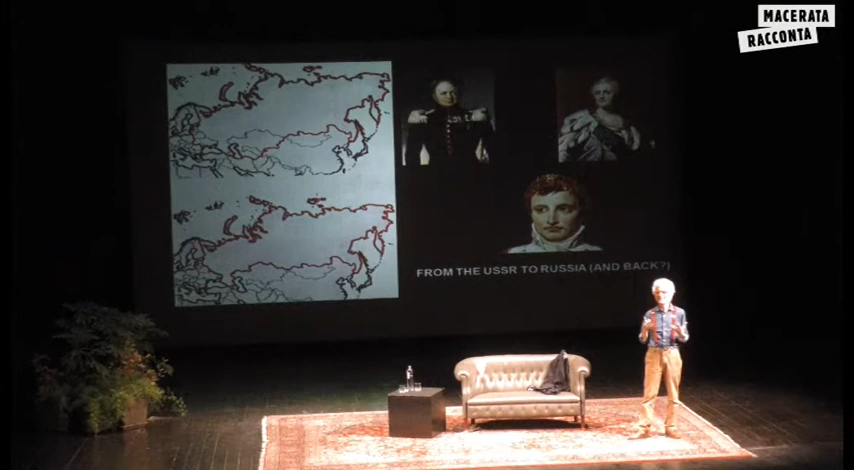 MACERATA
RACCONTA
FROM THE USSR TO RUSSIA (AND BACK?)